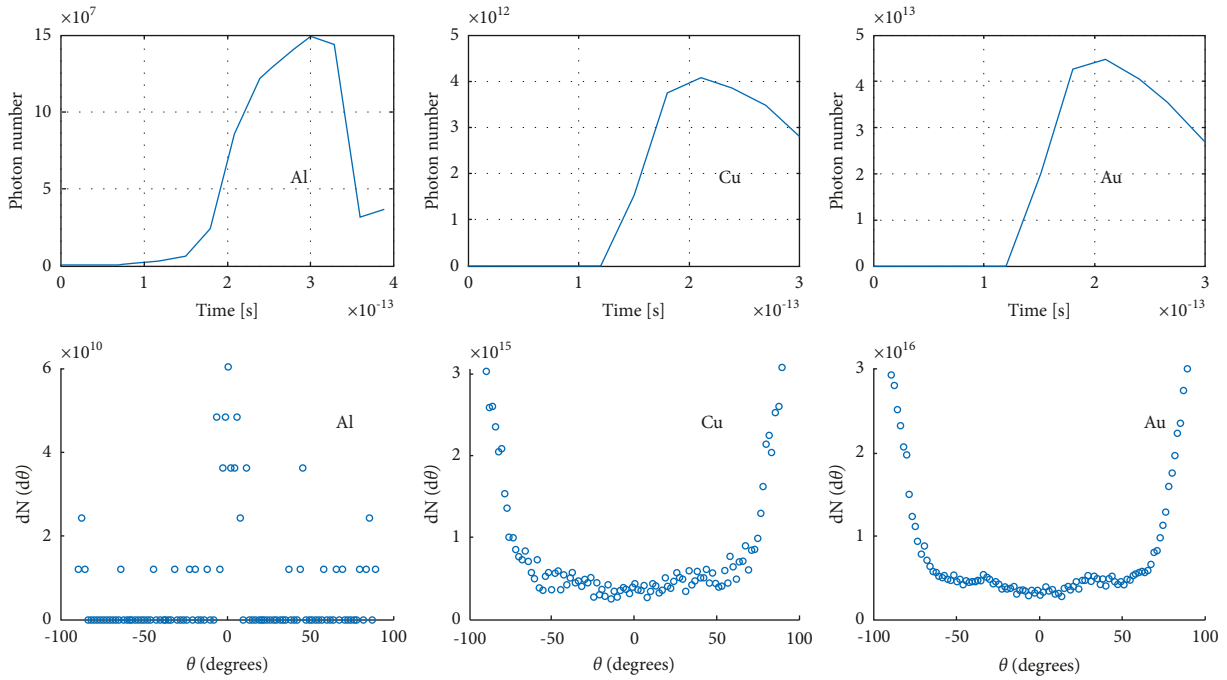 ×10^7
15
10
5
0
Photon number
Al
0 1 2 3 4
Time [s]
×10^-13
×10^12
5
4
3
2
1
0
Photon number
Cu
0 1 2 3
Time [s]
×10^-13
×10^13
5
4
3
2
1
0
Photon number
Au
0 1 2 3
Time [s]
×10^-13
×10^10
6
4
2
0
dN (dθ)
Al
-100 -50 0 50 100
θ (degrees)
×10^15
3
2
1
0
dN (dθ)
Cu
-100 -50 0 50 100
θ (degrees)
×10^16
3
2
1
0
dN (dθ)
Au
-100 -50 0 50 100
θ (degrees)